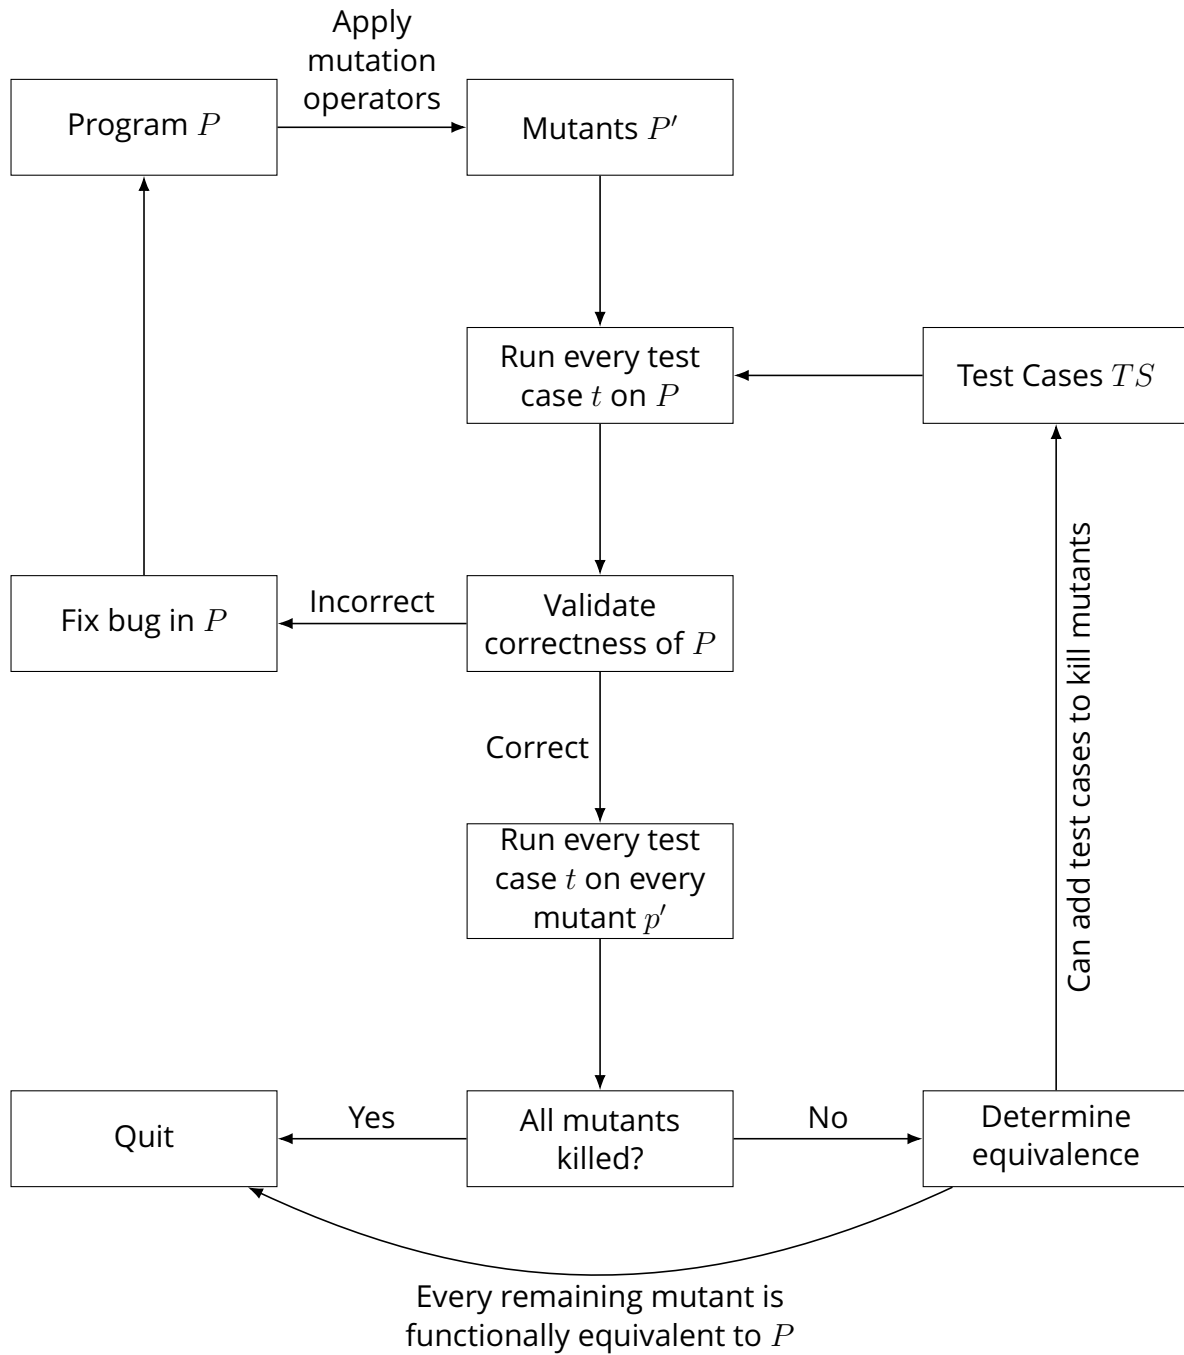 Apply
mutation
operators
Program P
Mutants P′
Run every test
case t on P
Test Cases TS
Fix bug in P
Incorrect
Validate
correctness of P
Correct
Can add test cases to kill mutants
Run every test
case t on every
mutant p′
Quit
Yes
All mutants
killed?
No
Determine
equivalence
Every remaining mutant is
functionally equivalent to P